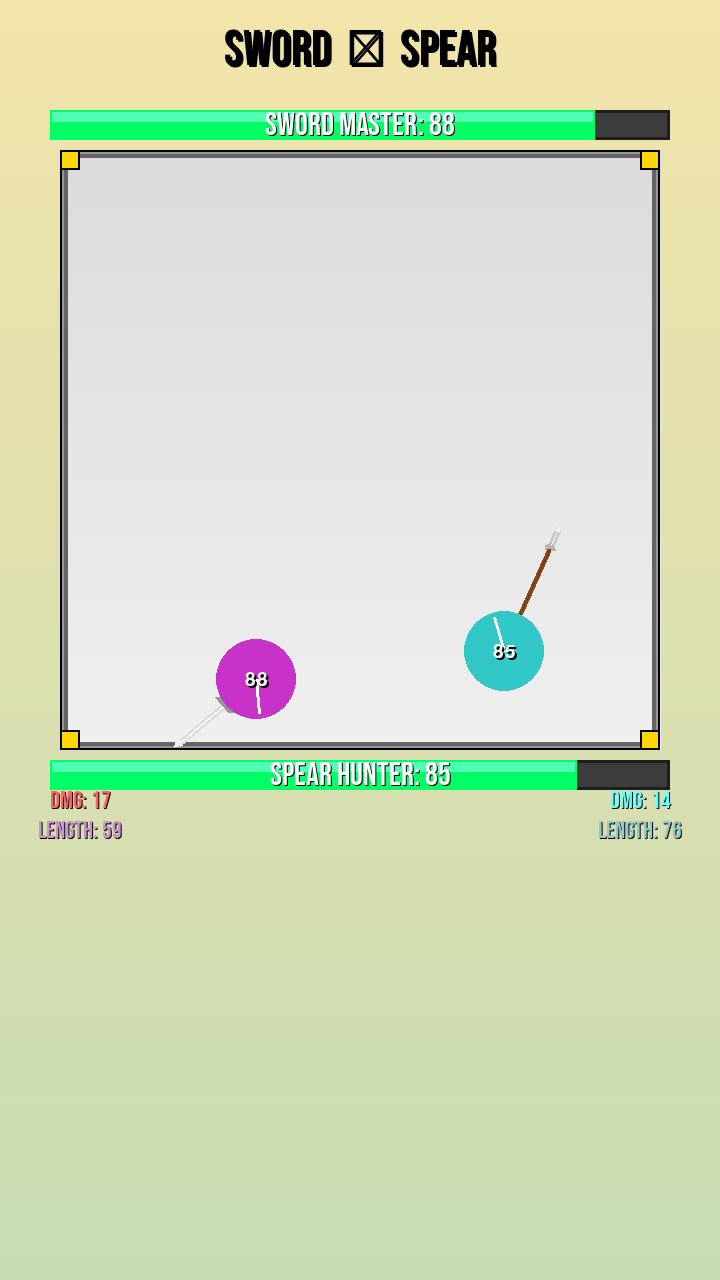 SWORD ⚔ SPEAR
SWORD MASTER: 88
85
88
SPEAR HUNTER: 85
DMG: 17
DMG: 14
LENGTH: 59
LENGTH: 76